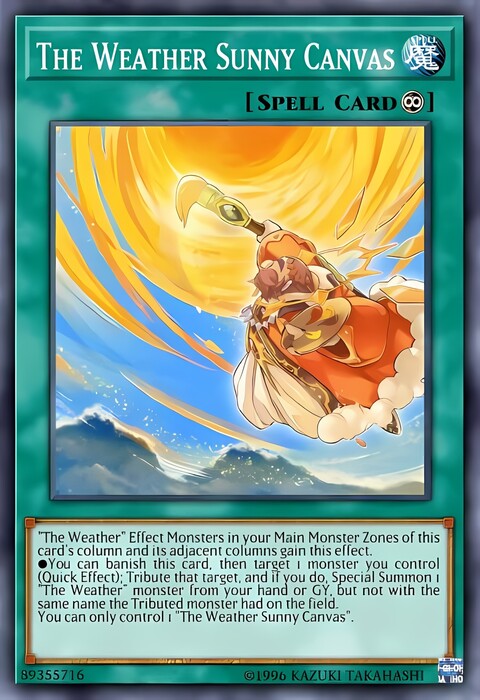 The Weather Sunny Canvas
[Spell Card]
"The Weather" Effect Monsters in your Main Monster Zones of this
card's column and its adjacent columns gain this effect.
●You can banish this card, then target 1 monster you control
(Quick Effect); Tribute that target, and if you do, Special Summon 1
"The Weather" monster from your hand or GY, but not with the
same name the Tributed monster had on the field.
You can only control 1 "The Weather Sunny Canvas".
89355716 ©1996 KAZUKI TAKAHASHI